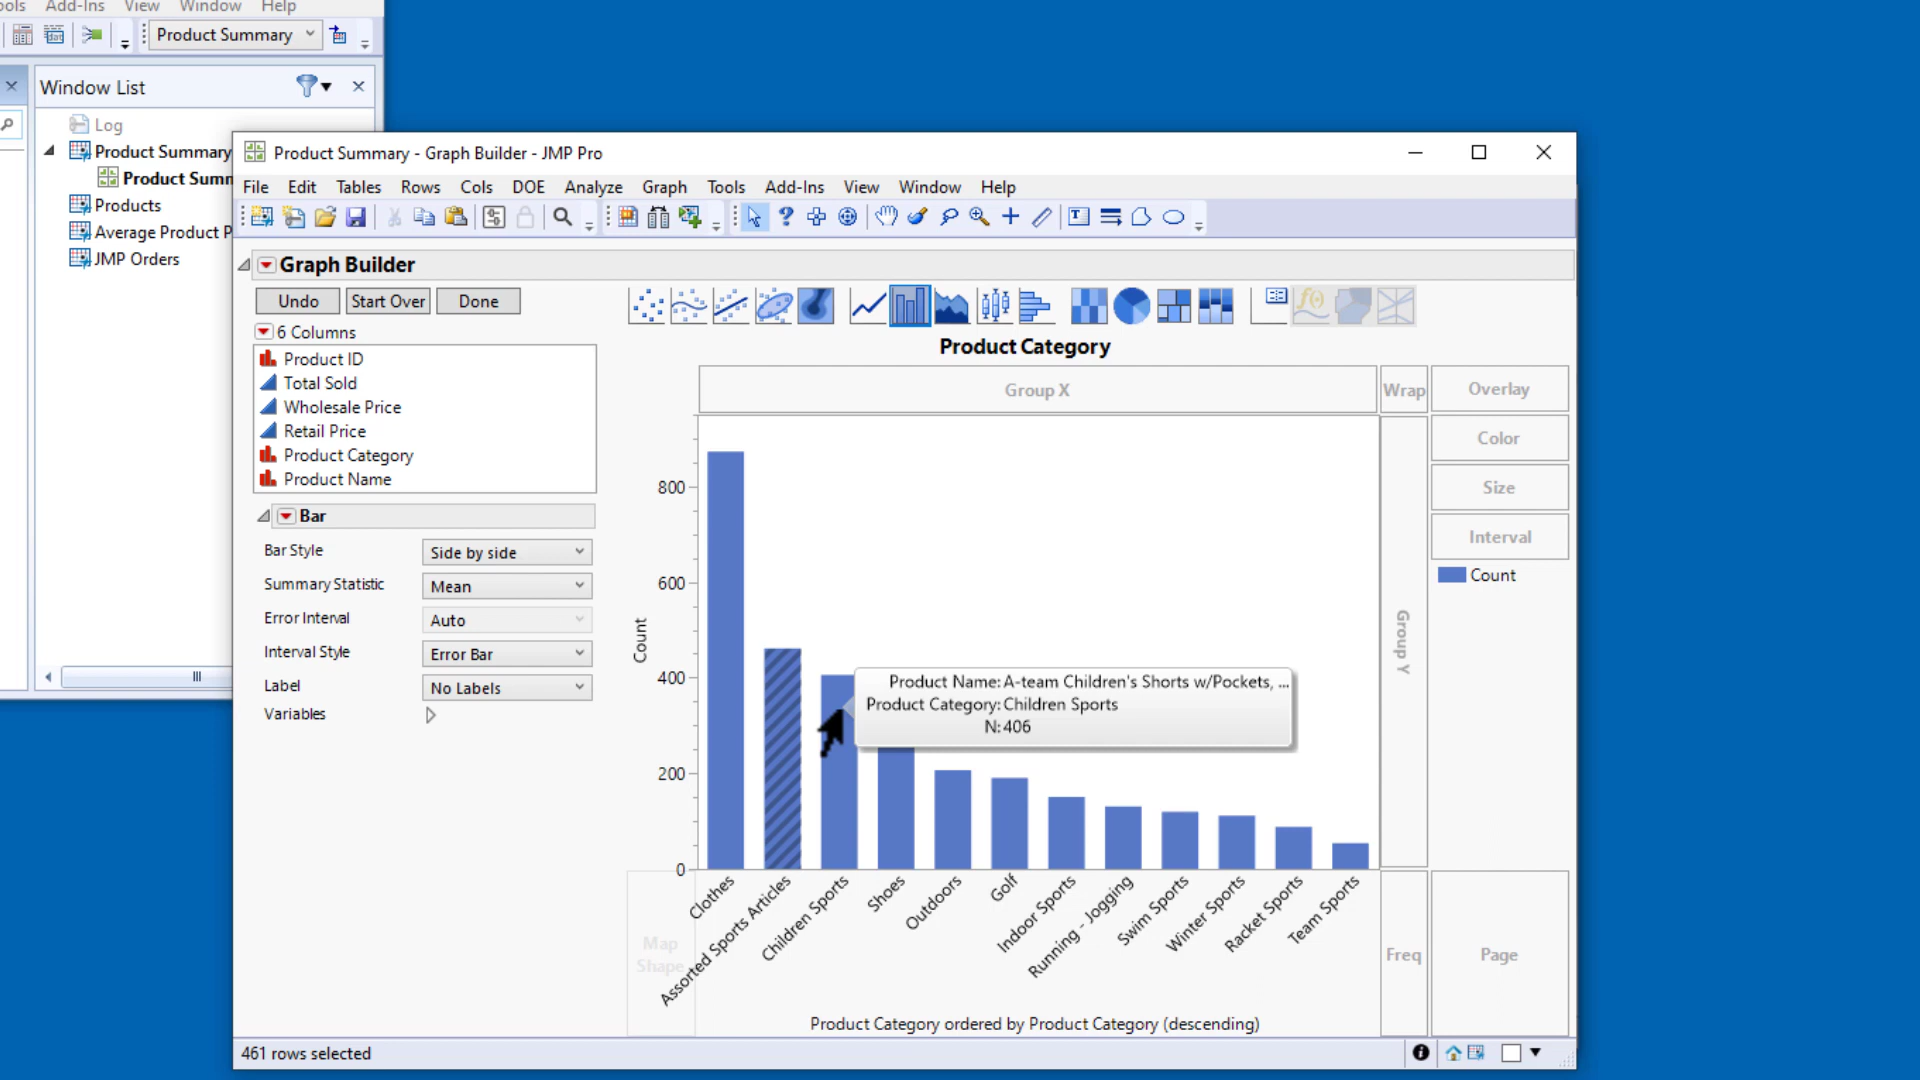 ools Add-Ins View Window Help
Product Summary
Window List
Log
Product Summary
Product Sumn
Products
Average Product P
JMP Orders
Product Summary - Graph Builder - JMP Pro
File Edit Tables Rows Cols DOE Analyze Graph Tools Add-Ins View Window Help
Graph Builder
Undo Start Over Done
6 Columns
Product ID
Total Sold
Wholesale Price
Retail Price
Product Category
Product Name
Bar
Bar Style Side by side
Summary Statistic Mean
Error Interval Auto
Interval Style Error Bar
Label No Labels
Variables
Product Category
Group X
Wrap
Overlay
Color
Size
Interval
Count
Group Y
Count
800
600
400
200
0
Product Name: A-team Children's Shorts w/Pockets, ...
Product Category: Children Sports
N: 406
Clothes
Assorted Sports Articles
Children Sports
Shoes
Outdoors
Golf
Indoor Sports
Running - Jogging
Swim Sports
Winter Sports
Racket Sports
Team Sports
Map
Shape
Freq
Page
Product Category ordered by Product Category (descending)
461 rows selected